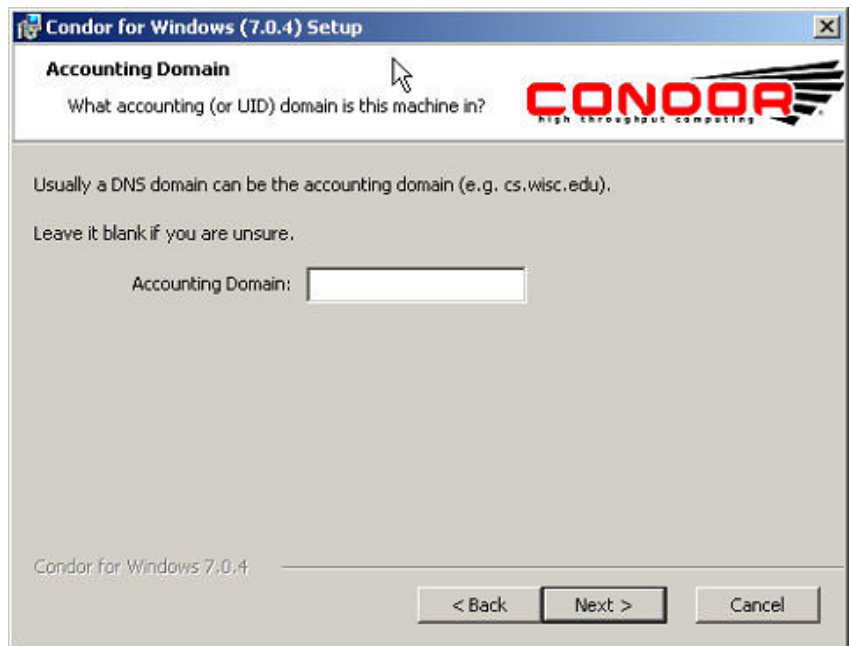 Condor for Windows (7.0.4) Setup
Accounting Domain
What accounting (or UID) domain is this machine in?
CONDOR
high throughput computing
Usually a DNS domain can be the accounting domain (e.g. cs.wisc.edu).
Leave it blank if you are unsure.
Accounting Domain:
Condor for Windows 7.0.4
< Back
Next >
Cancel